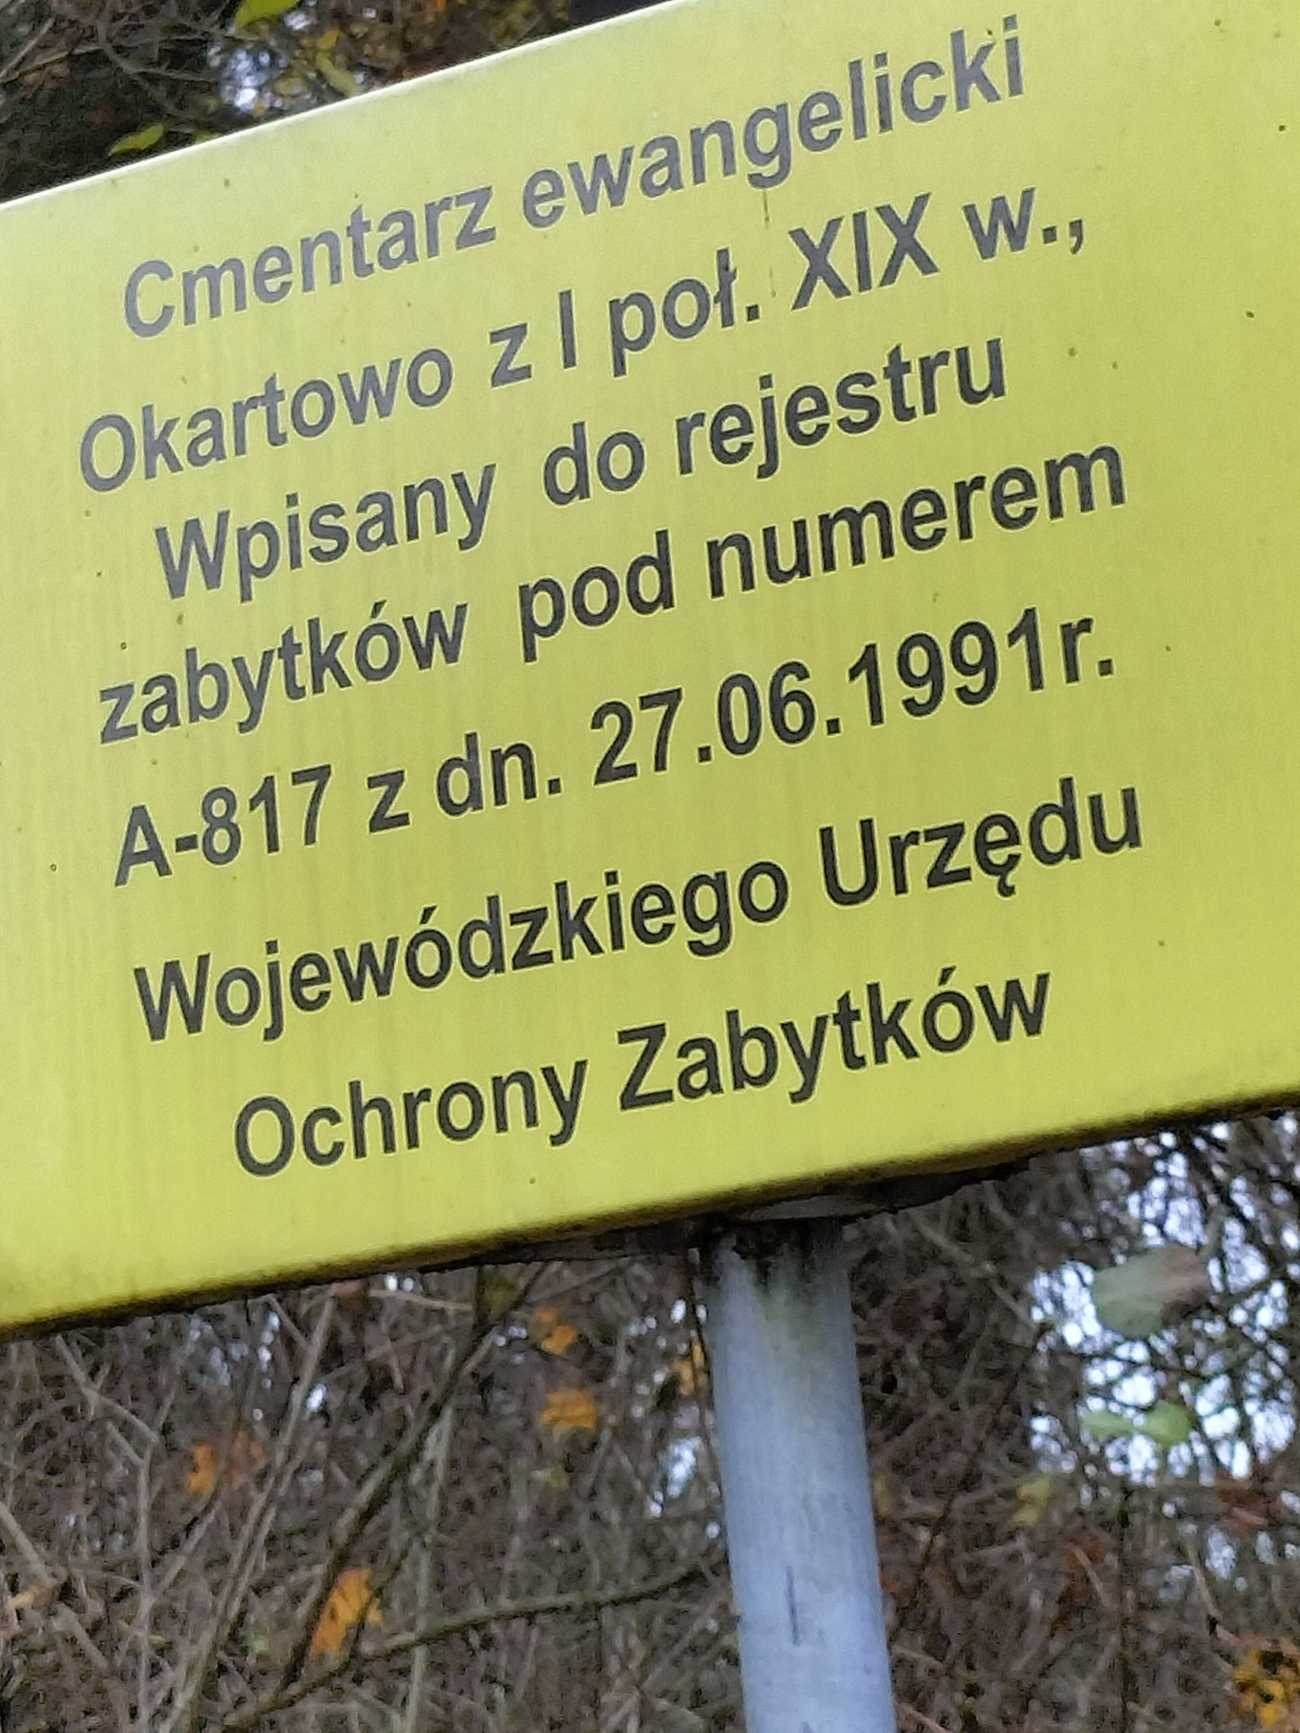 Cmentarz ewangelicki
Okartowo z I poł. XIX w.,
Wpisany do rejestru
zabytków pod numerem
A-817 z dn. 27.06.1991r.
Wojewódzkiego Urzędu
Ochrony Zabytków